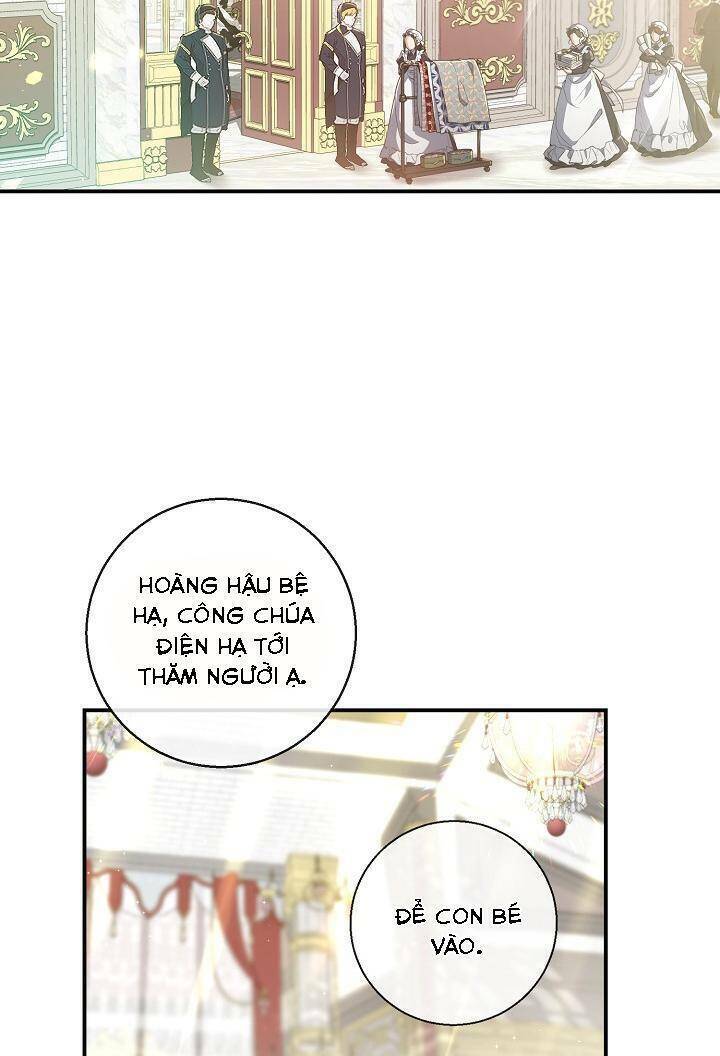 HOÀNG HẬU BỆ
HẠ, CÔNG CHÚA
ĐIỆN HẠ TỚI
THĂM NGƯỜI Ạ.
ĐỂ CON BÉ
VÀO.